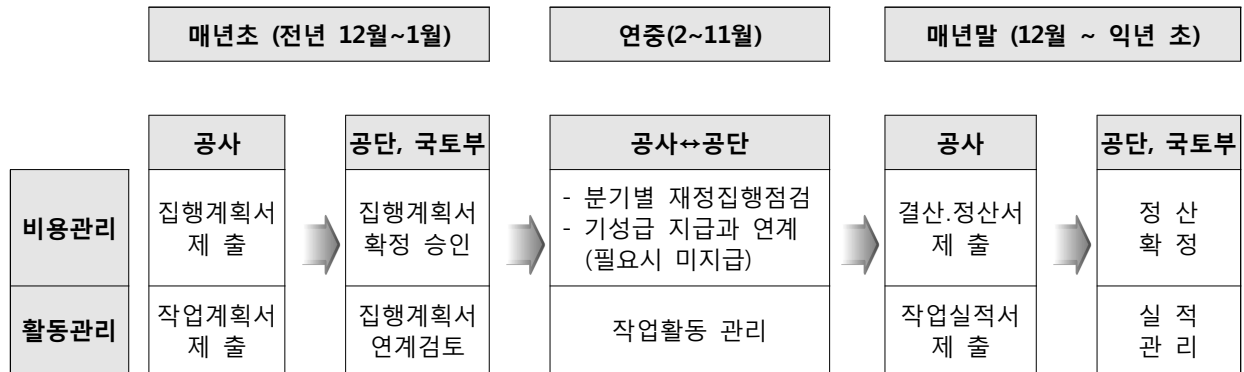 매년초 (전년 12월~1월)
연중(2~11월)
매년말 (12월 ~ 익년 초)
공사
공단, 국토부
공사↔공단
공사
공단, 국토부
비용관리
집행계획서
제 출
집행계획서
확정 승인
- 분기별 재정집행점검
- 기성급 지급과 연계
(필요시 미지급)
결산.정산서
제 출
정 산
확 정
활동관리
작업계획서
제 출
집행계획서
연계검토
작업활동 관리
작업실적서
제 출
실 적
관 리